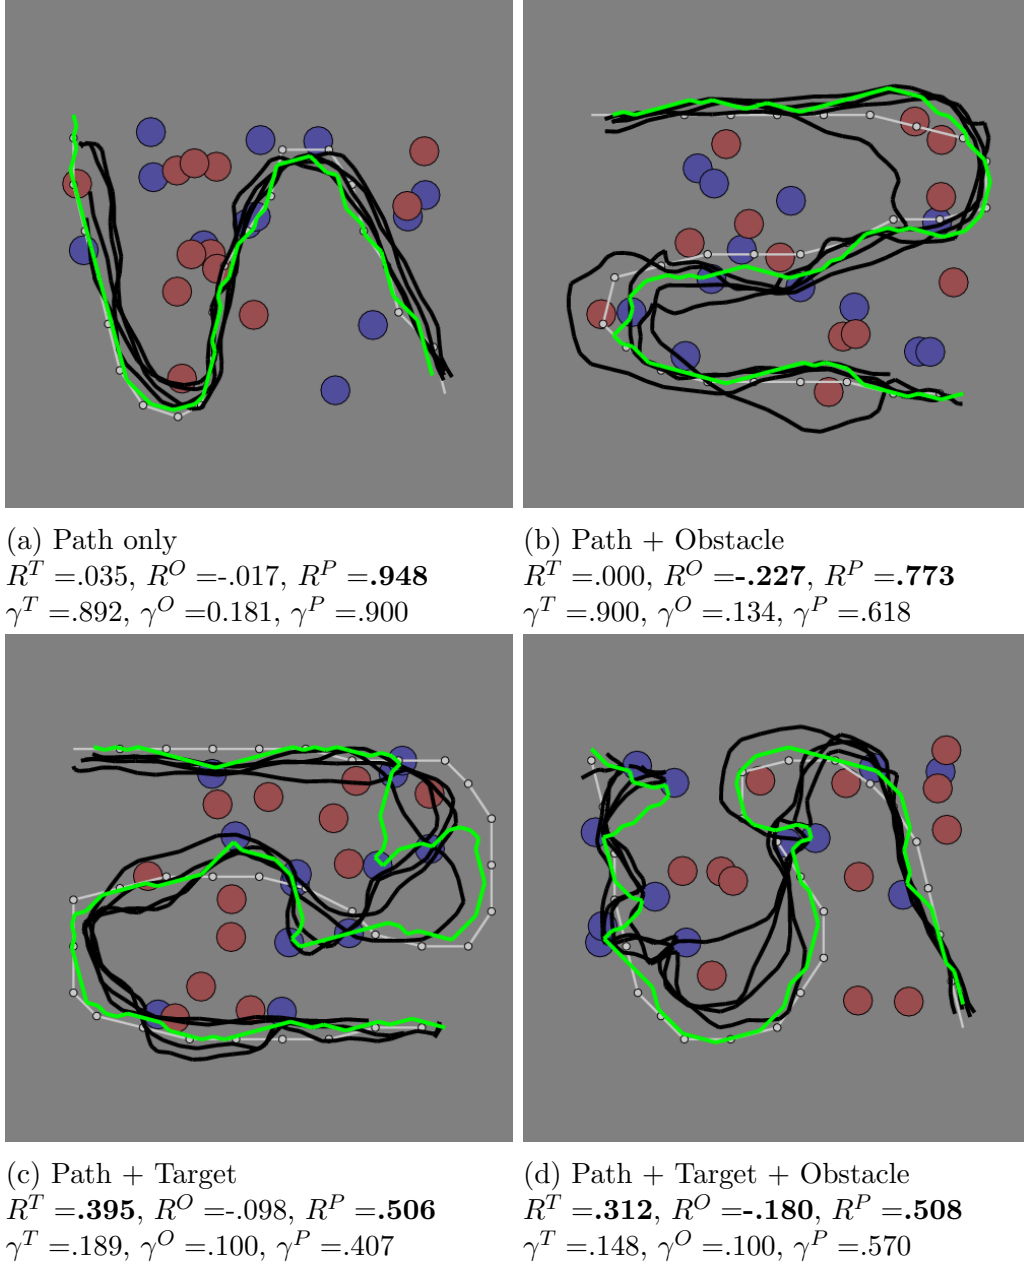 (a) Path only
R^T =.035, R^O =-.017, R^P =.948
γ^T =.892, γ^O =0.181, γ^P =.900
(b) Path + Obstacle
R^T =.000, R^O =-.227, R^P =.773
γ^T =.900, γ^O =.134, γ^P =.618
(c) Path + Target
R^T =.395, R^O =-.098, R^P =.506
γ^T =.189, γ^O =.100, γ^P =.407
(d) Path + Target + Obstacle
R^T =.312, R^O =-.180, R^P =.508
γ^T =.148, γ^O =.100, γ^P =.570